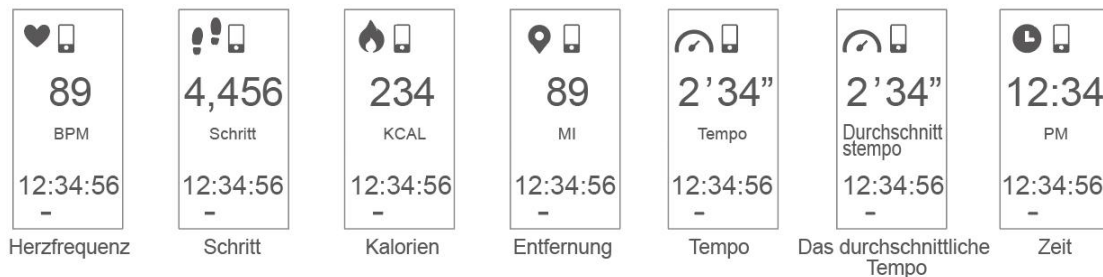 89
BPM
12:34:56
Herzfrequenz
4,456
Schritt
12:34:56
Schritt
234
KCAL
12:34:56
Kalorien
89
MI
12:34:56
Entfernung
2’34”
Tempo
12:34:56
Tempo
2’34”
Durchschnitt
stempo
12:34:56
Das durchschnittliche
Tempo
12:34
PM
12:34:56
Zeit